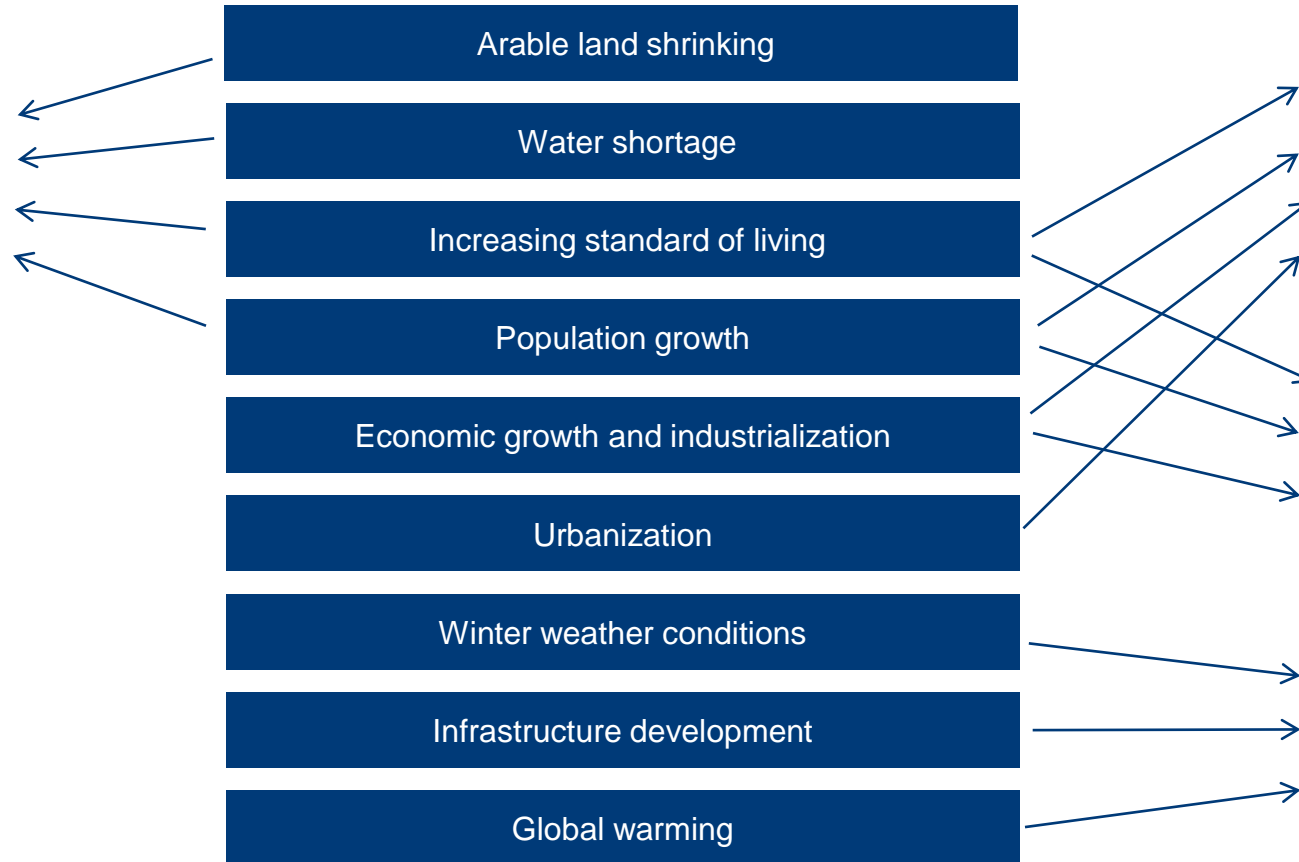 Arable land shrinking
Water shortage
Increasing standard of living
Population growth
Economic growth and industrialization
Urbanization
Winter weather conditions
Infrastructure development
Global warming